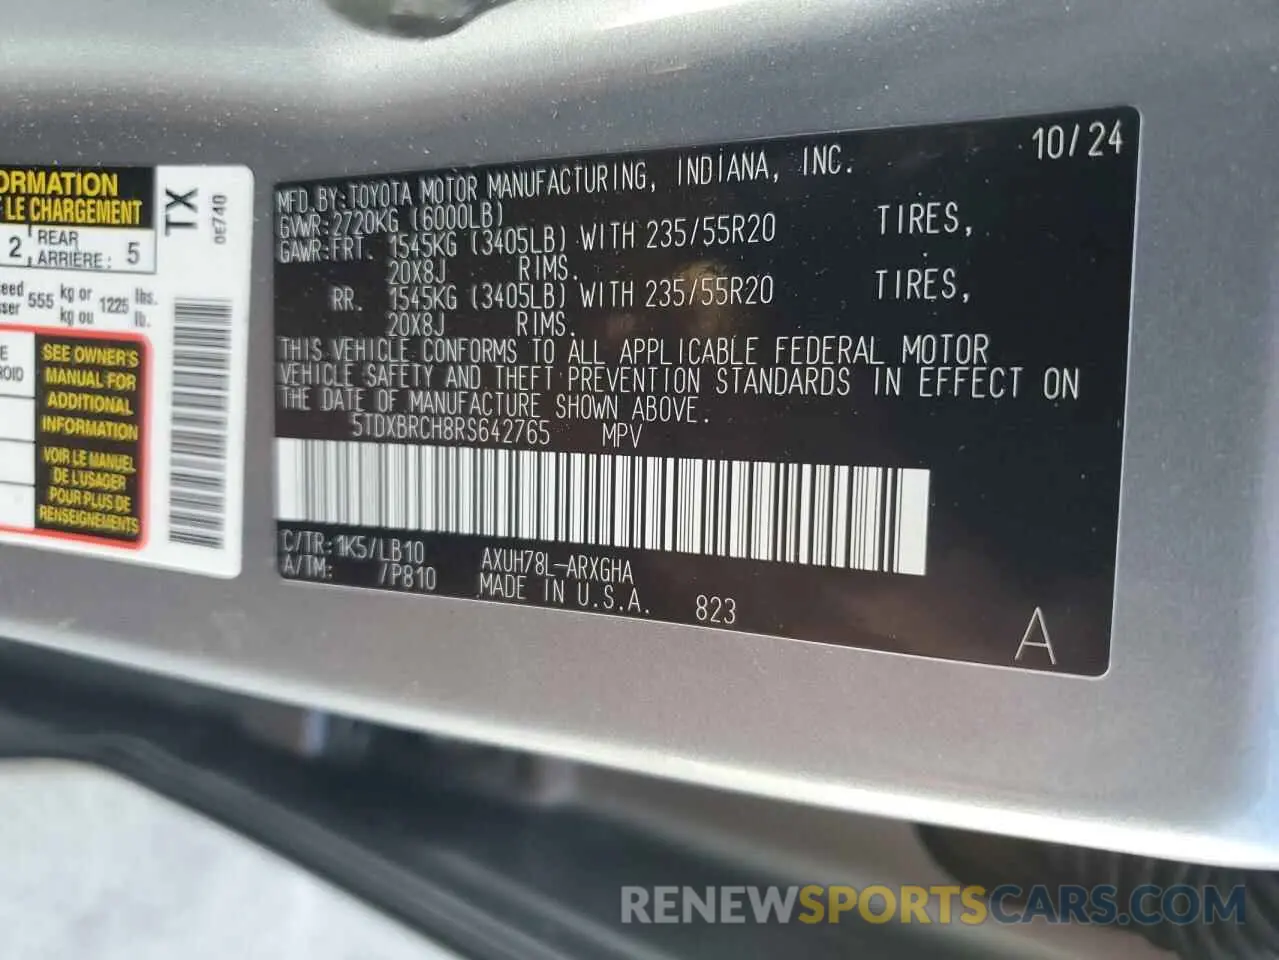 ORMATION
LE CHARGEMENT
2 REAR ARRIÈRE : 5
555 kg or kg ou 1225 lbs. lb.
SEE OWNER'S
MANUAL FOR
ADDITIONAL
INFORMATION
VOIR LE MANUEL
DE L'USAGER
POUR PLUS DE
RENSEIGNEMENTS
TX
0E740
10/24
MFD.BY:TOYOTA MOTOR MANUFACTURING, INDIANA, INC.
GVWR:2720KG (6000LB)
GAWR:FRT. 1545KG (3405LB) WITH 235/55R20 TIRES,
20X8J RIMS.
RR. 1545KG (3405LB) WITH 235/55R20 TIRES,
20X8J RIMS.
THIS VEHICLE CONFORMS TO ALL APPLICABLE FEDERAL MOTOR
VEHICLE SAFETY AND THEFT PREVENTION STANDARDS IN EFFECT ON
THE DATE OF MANUFACTURE SHOWN ABOVE.
5TDXBRCH8RS642765 MPV
C/TR:1K5/LB10 AXUH78L-ARXGHA
A/TM: /P810 MADE IN U.S.A. 823
A
RENEWSPORTSCARS.COM